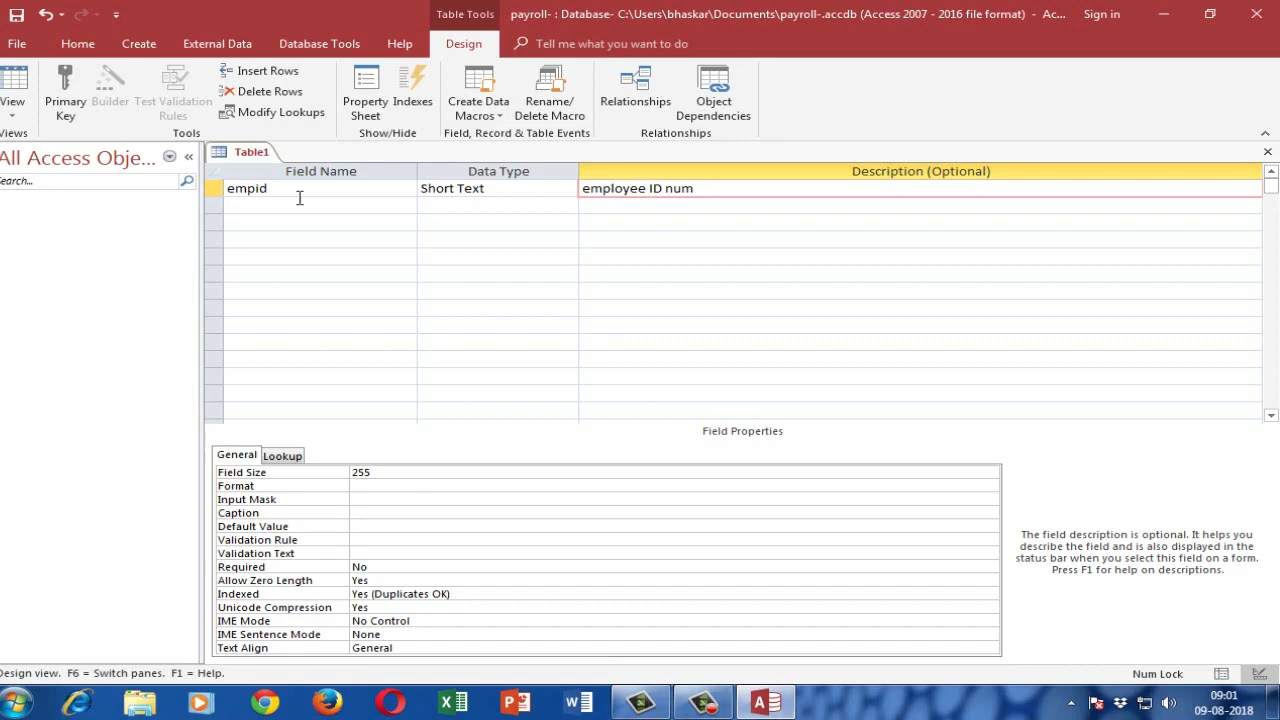 Table Tools
payroll- : Database- C:\Users\bhaskar\Documents\payroll-.accdb (Access 2007 - 2016 file format) - Ac...
Sign in
File
Home
Create
External Data
Database Tools
Help
Design
Tell me what you want to do
View
Views
Primary Key
Builder
Test Validation Rules
Insert Rows
Delete Rows
Modify Lookups
Tools
Property Sheet
Indexes
Show/Hide
Create Data Macros
Rename/ Delete Macro
Field, Record & Table Events
Relationships
Object Dependencies
Relationships
All Access Obje...
Search...
Table1
Field Name Data Type Description (Optional)
empid Short Text employee ID num
Field Properties
General Lookup
Field Size 255
Format
Input Mask
Caption
Default Value
Validation Rule
Validation Text
Required No
Allow Zero Length Yes
Indexed Yes (Duplicates OK)
Unicode Compression Yes
IME Mode No Control
IME Sentence Mode None
Text Align General
The field description is optional. It helps you
describe the field and is also displayed in the
status bar when you select this field on a form.
Press F1 for help on descriptions.
Design view. F6 = Switch panes. F1 = Help.
Num Lock
09:01
09-08-2018